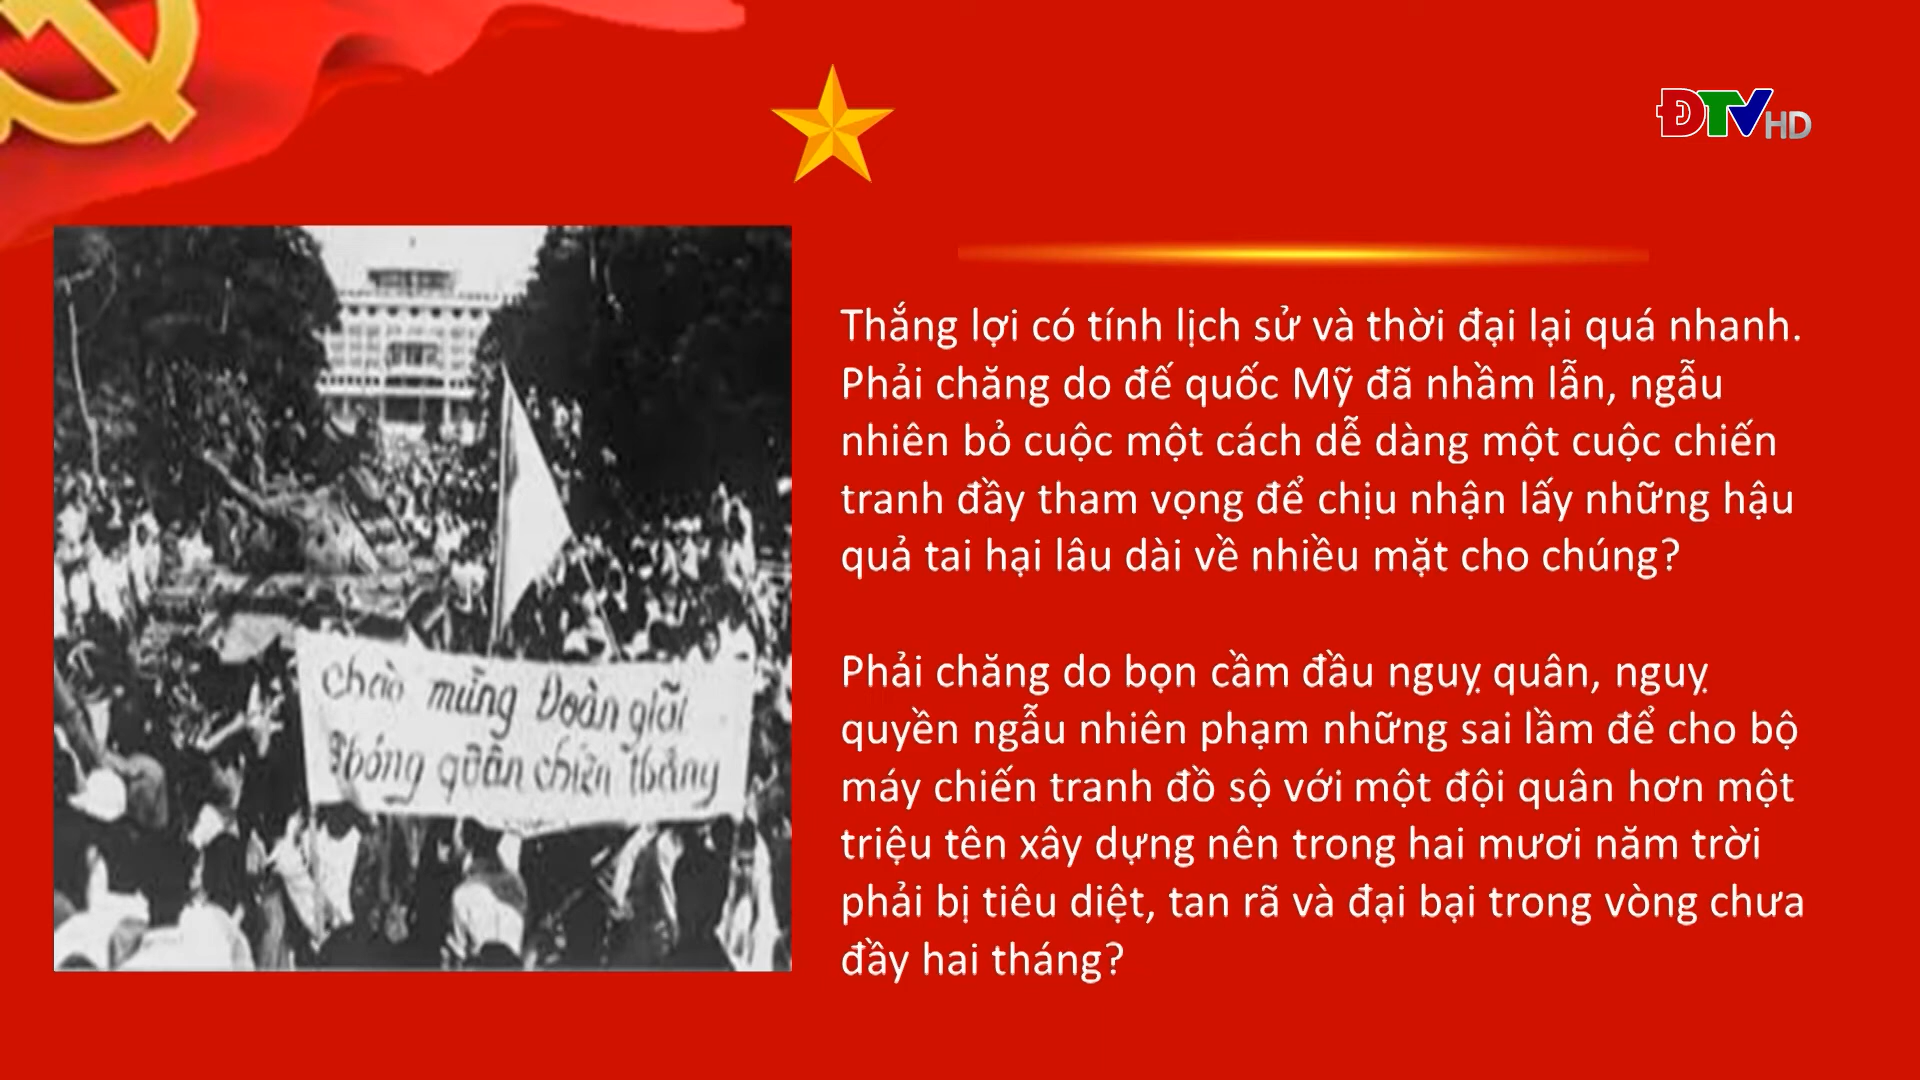 ĐTV HD
Thắng lợi có tính lịch sử và thời đại lại quá nhanh.
Phải chăng do đế quốc Mỹ đã nhầm lẫn, ngẫu
nhiên bỏ cuộc một cách dễ dàng một cuộc chiến
tranh đầy tham vọng để chịu nhận lấy những hậu
quả tai hại lâu dài về nhiều mặt cho chúng?
Phải chăng do bọn cầm đầu nguỵ quân, nguỵ
quyền ngẫu nhiên phạm những sai lầm để cho bộ
máy chiến tranh đồ sộ với một đội quân hơn một
triệu tên xây dựng nên trong hai mươi năm trời
phải bị tiêu diệt, tan rã và đại bại trong vòng chưa
đầy hai tháng?
chào mừng Đoàn giải
Phóng quân chiến thắng